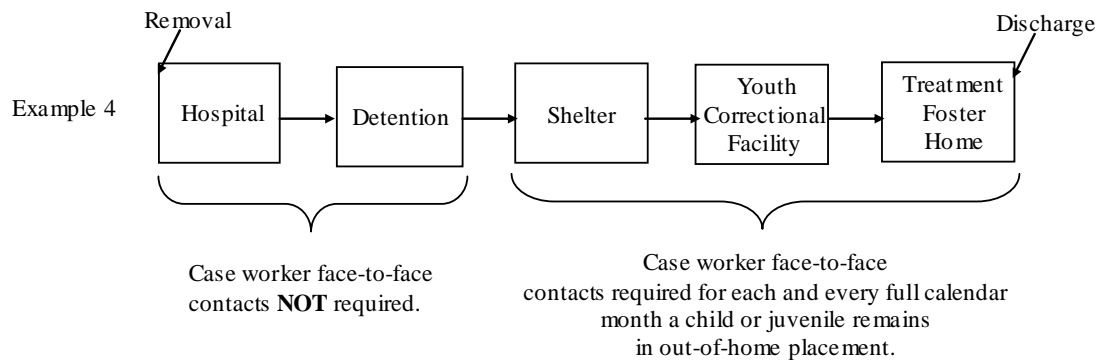 Removal
Discharge
Example 4
Hospital
Detention
Shelter
Youth
Correctional
Facility
Treatment
Foster
Home
Case worker face-to-face
contacts NOT required.
Case worker face-to-face
contacts required for each and every full calendar
month a child or juvenile remains
in out-of-home placement.